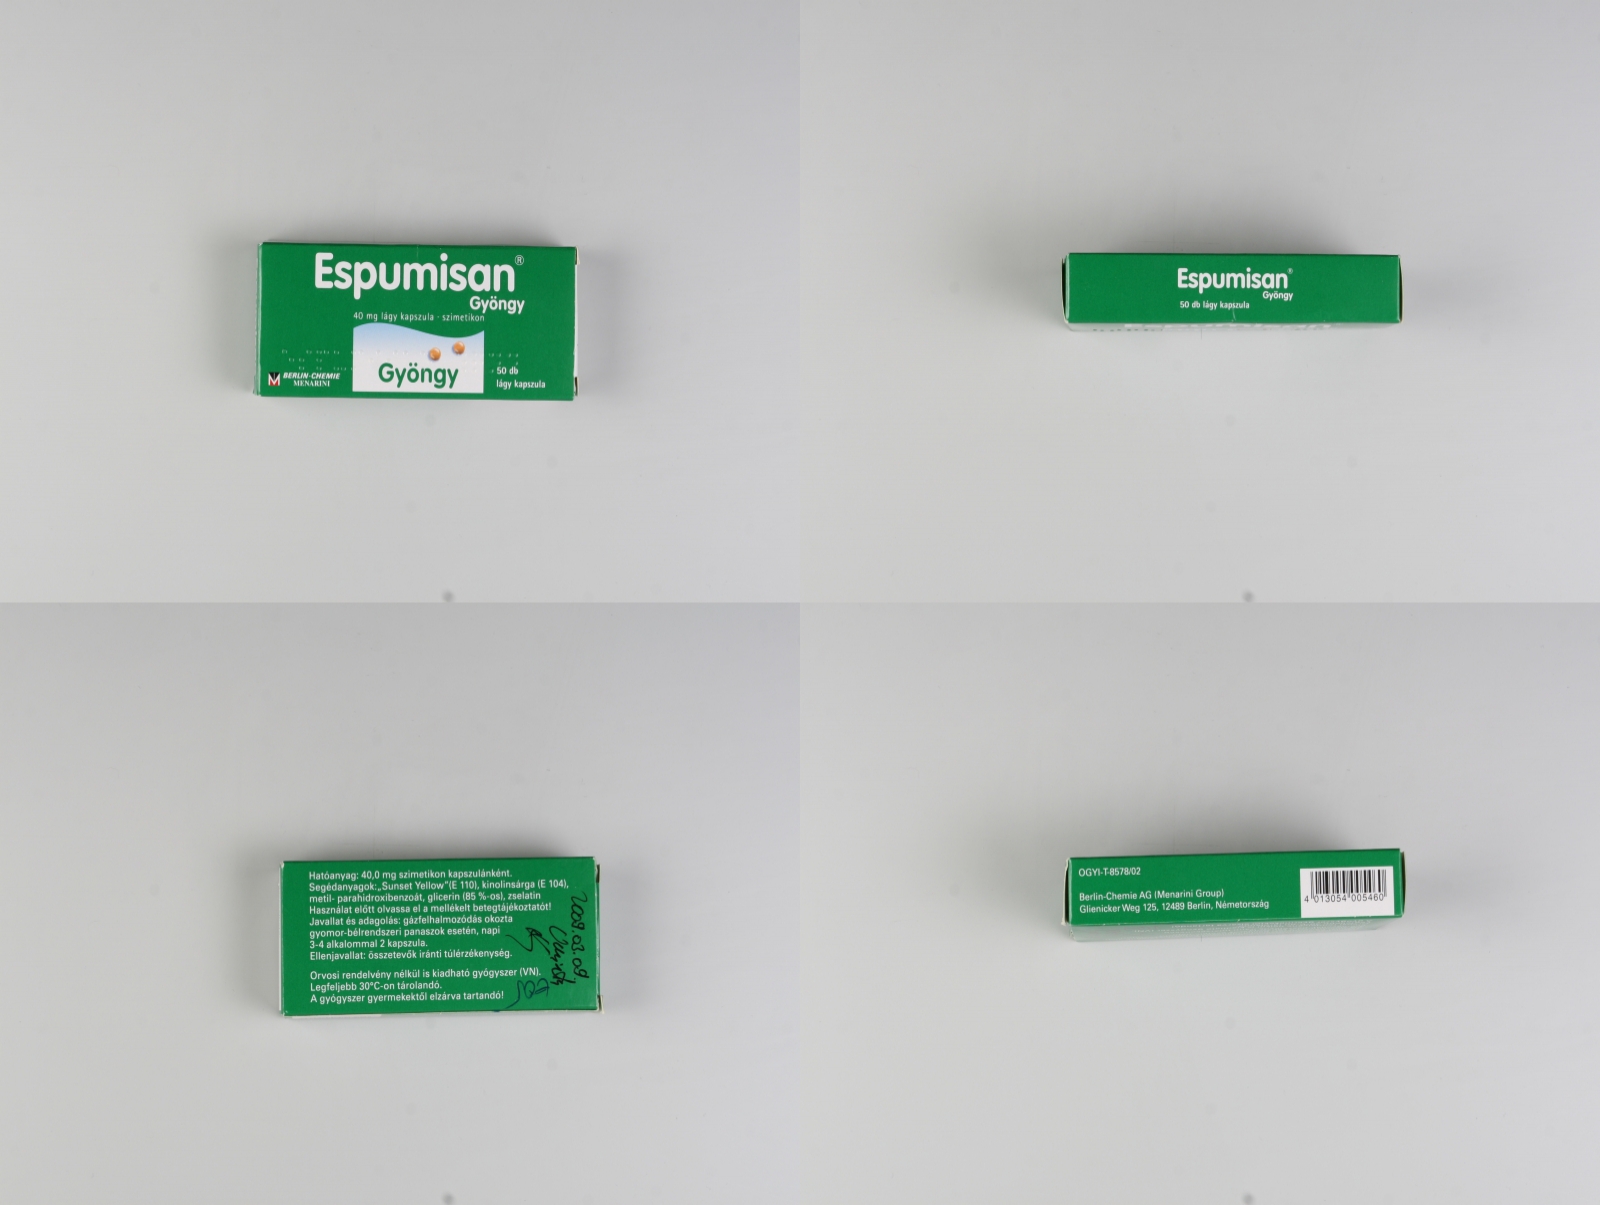 Espumisan®
Gyöngy
40 mg lágy kapszula - szimetikon
Gyöngy
BERLIN-CHEMIE
MENARINI
50 db
lágy kapszula
Espumisan®
Gyöngy
50 db lágy kapszula
Hatóanyag: 40,0 mg szimetikon kapszulánként.
Segédanyagok: „Sunset Yellow"(E 110), kinolinsárga (E 104),
metil- parahidroxibenzoát, glicerin (85 %-os), zselatin
Használat előtt olvassa el a mellékelt betegtájékoztatót!
Javallat és adagolás: gázfelhalmozódás okozta
gyomor-bélrendszeri panaszok esetén, napi
3-4 alkalommal 2 kapszula.
Ellenjavallat: összetevők iránti túlérzékenység.
Orvosi rendelvény nélkül is kiadható gyógyszer (VN).
Legfeljebb 30°C-on tárolandó.
A gyógyszer gyermekektől elzárva tartandó!
OGYI-T-8578/02
Berlin-Chemie AG (Menarini Group)
Glienicker Weg 125, 12489 Berlin, Németország
4 013054 005460